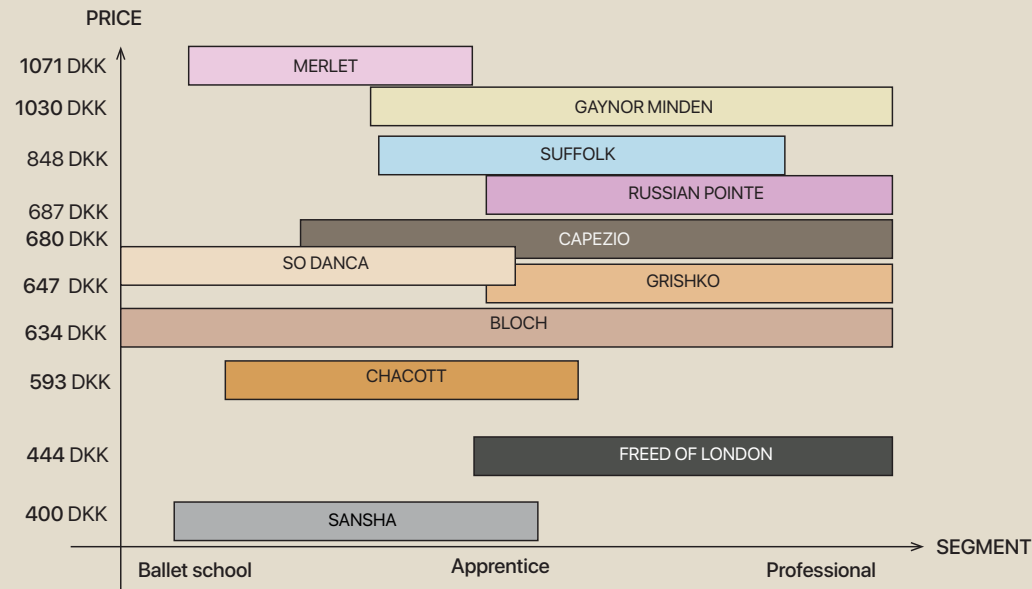 PRICE
1071 DKK
MERLET
1030 DKK
GAYNOR MINDEN
848 DKK
SUFFOLK
RUSSIAN POINTE
687 DKK
680 DKK
CAPEZIO
SO DANCA
647 DKK
GRISHKO
634 DKK
BLOCH
593 DKK
CHACOTT
444 DKK
FREED OF LONDON
400 DKK
SANSHA
SEGMENT
Ballet school
Apprentice
Professional